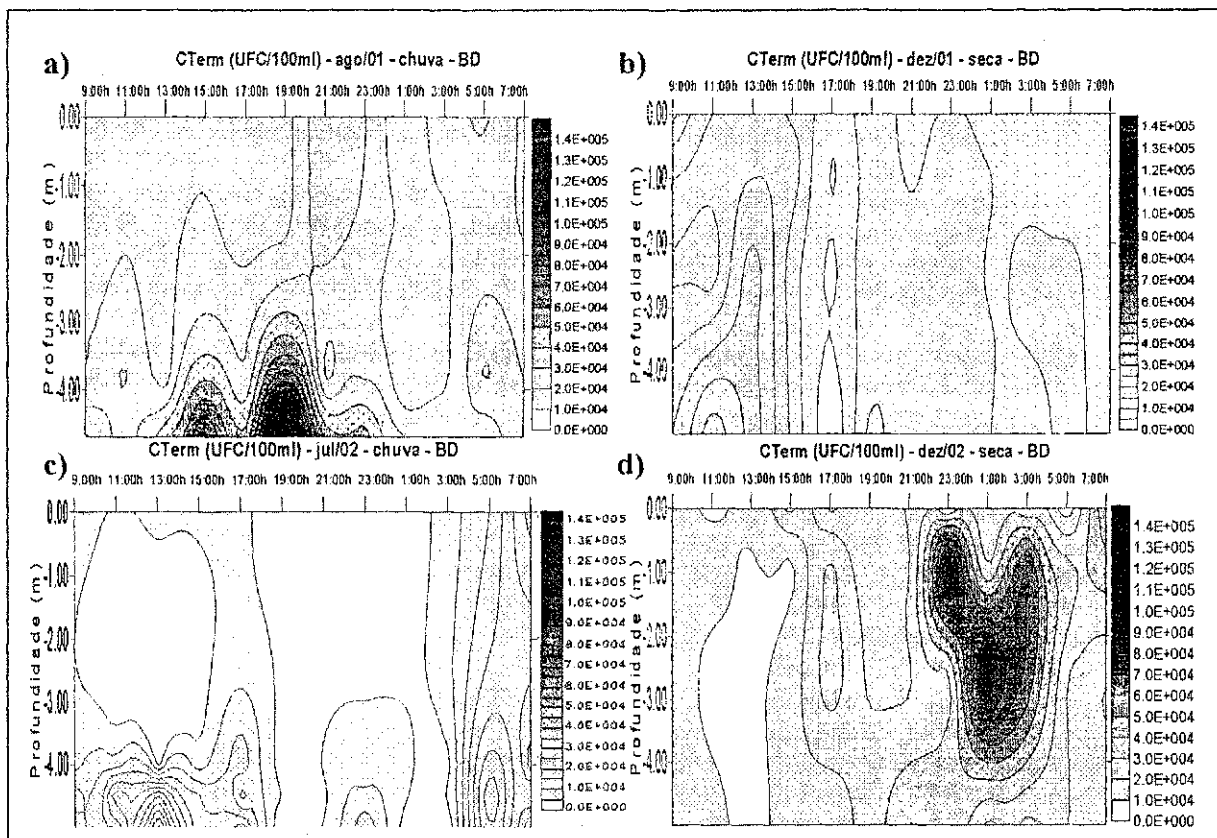 a)
CTerm (UFC/100ml) - ago/01 - chuva - BD
9:00h 11:00h 13:00h 15:00h 17:00h 19:00h 21:00h 23:00h 1:00h 3:00h 5:00h 7:00h
Profundidade (m)
0.00
-1.00
-2.00
-3.00
-4.00
1.4E+005
1.3E+005
1.2E+005
1.1E+005
1.0E+005
9.0E+004
8.0E+004
7.0E+004
6.0E+004
5.0E+004
4.0E+004
3.0E+004
2.0E+004
1.0E+004
0.0E+000
b)
CTerm (UFC/100ml) - dez/01 - seca - BD
9:00h 11:00h 13:00h 15:00h 17:00h 19:00h 21:00h 23:00h 1:00h 3:00h 5:00h 7:00h
Profundidade (m)
0.00
-1.00
-2.00
-3.00
-4.00
1.4E+005
1.3E+005
1.2E+005
1.1E+005
1.0E+005
9.0E+004
8.0E+004
7.0E+004
6.0E+004
5.0E+004
4.0E+004
3.0E+004
2.0E+004
1.0E+004
0.0E+000
c)
CTerm (UFC/100ml) - jul/02 - chuva - BD
9:00h 11:00h 13:00h 15:00h 17:00h 19:00h 21:00h 23:00h 1:00h 3:00h 5:00h 7:00h
Profundidade (m)
0.00
-1.00
-2.00
-3.00
-4.00
1.4E+005
1.3E+005
1.2E+005
1.1E+005
1.0E+005
9.0E+004
8.0E+004
7.0E+004
6.0E+004
5.0E+004
4.0E+004
3.0E+004
2.0E+004
1.0E+004
0.0E+000
d)
CTerm (UFC/100ml) - dez/02 - seca - BD
9:00h 11:00h 13:00h 15:00h 17:00h 19:00h 21:00h 23:00h 1:00h 3:00h 5:00h 7:00h
Profundidade (m)
0.00
-1.00
-2.00
-3.00
-4.00
1.4E+005
1.3E+005
1.2E+005
1.1E+005
1.0E+005
9.0E+004
8.0E+004
7.0E+004
6.0E+004
5.0E+004
4.0E+004
3.0E+004
2.0E+004
1.0E+004
0.0E+000